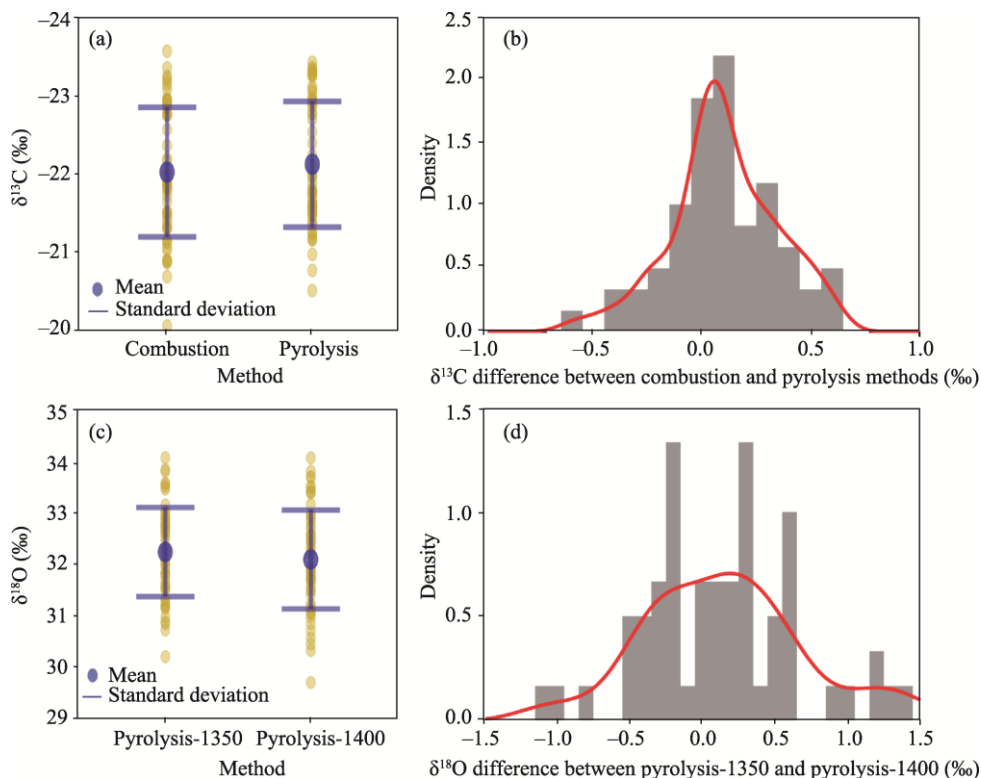 (a)
−24
−23
−22
−21
−20
δ¹³C (‰)
Mean
Standard deviation
Combustion Pyrolysis
Method
(b)
2.5
2.0
1.5
1.0
0.5
0.0
Density
−1.0 −0.5 0.0 0.5 1.0
δ¹³C difference between combustion and pyrolysis methods (‰)
(c)
35
34
33
32
31
30
29
δ¹⁸O (‰)
Mean
Standard deviation
Pyrolysis-1350 Pyrolysis-1400
Method
(d)
1.5
1.0
0.5
0.0
Density
−1.5 −1.0 −0.5 0.0 0.5 1.0 1.5
δ¹⁸O difference between pyrolysis-1350 and pyrolysis-1400 (‰)